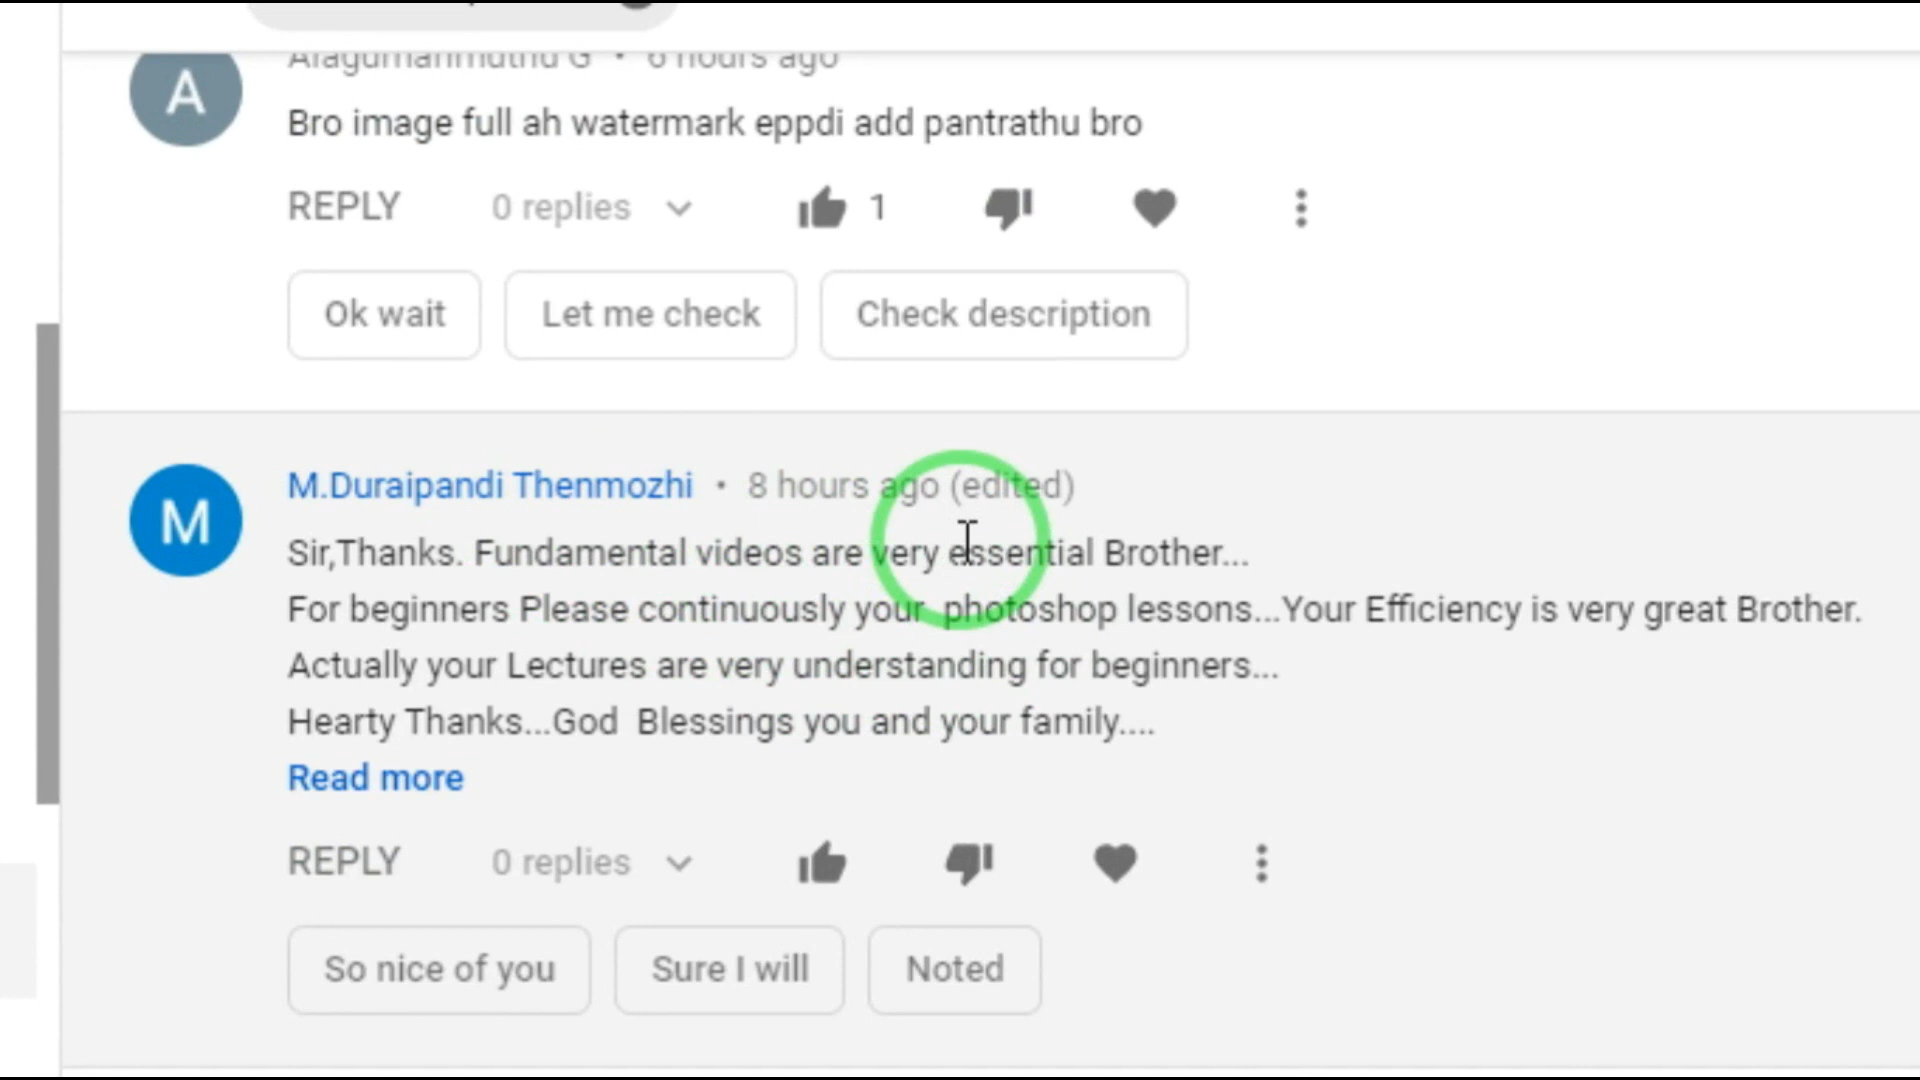 G • 6 hours ago
A
Bro image full ah watermark eppdi add pantrathu bro
REPLY 0 replies 1
Ok wait Let me check Check description
M
M.Duraipandi Thenmozhi • 8 hours ago (edited)
Sir,Thanks. Fundamental videos are very essential Brother...
For beginners Please continuously your  photoshop lessons...Your Efficiency is very great Brother.
Actually your Lectures are very understanding for beginners...
Hearty Thanks...God  Blessings you and your family....
Read more
REPLY 0 replies
So nice of you Sure I will Noted